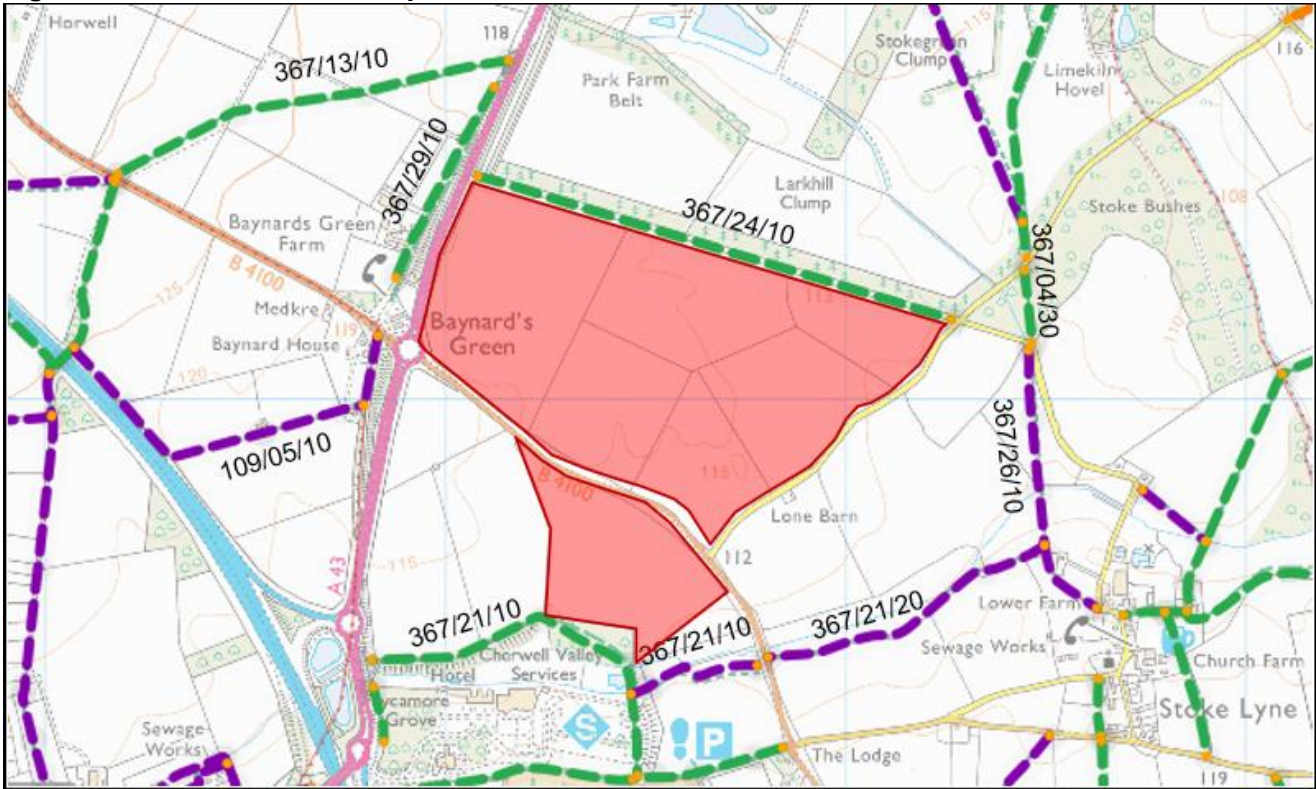 Horwell
118
367/13/10
Park Farm
Belt
Stokegreen
Clump
115
116
Limekiln
Hovel
367/29/10
Larkhill
Clump
367/24/10
Stoke Bushes
108
Baynards Green
Farm
B 4100
125
367/04/30
110
Medkre
119
Baynard House
Baynard's
Green
113
120
109/05/10
115
B 4100
Lone Barn
367/26/10
112
A 43
115
367/21/10
367/21/10
367/21/20
Lower Farm
Sewage Works
Church Farm
Hotel
Cherwell Valley
Services
Sycamore
Grove
S
P
Stoke Lyne
Sewage
Works
The Lodge
119